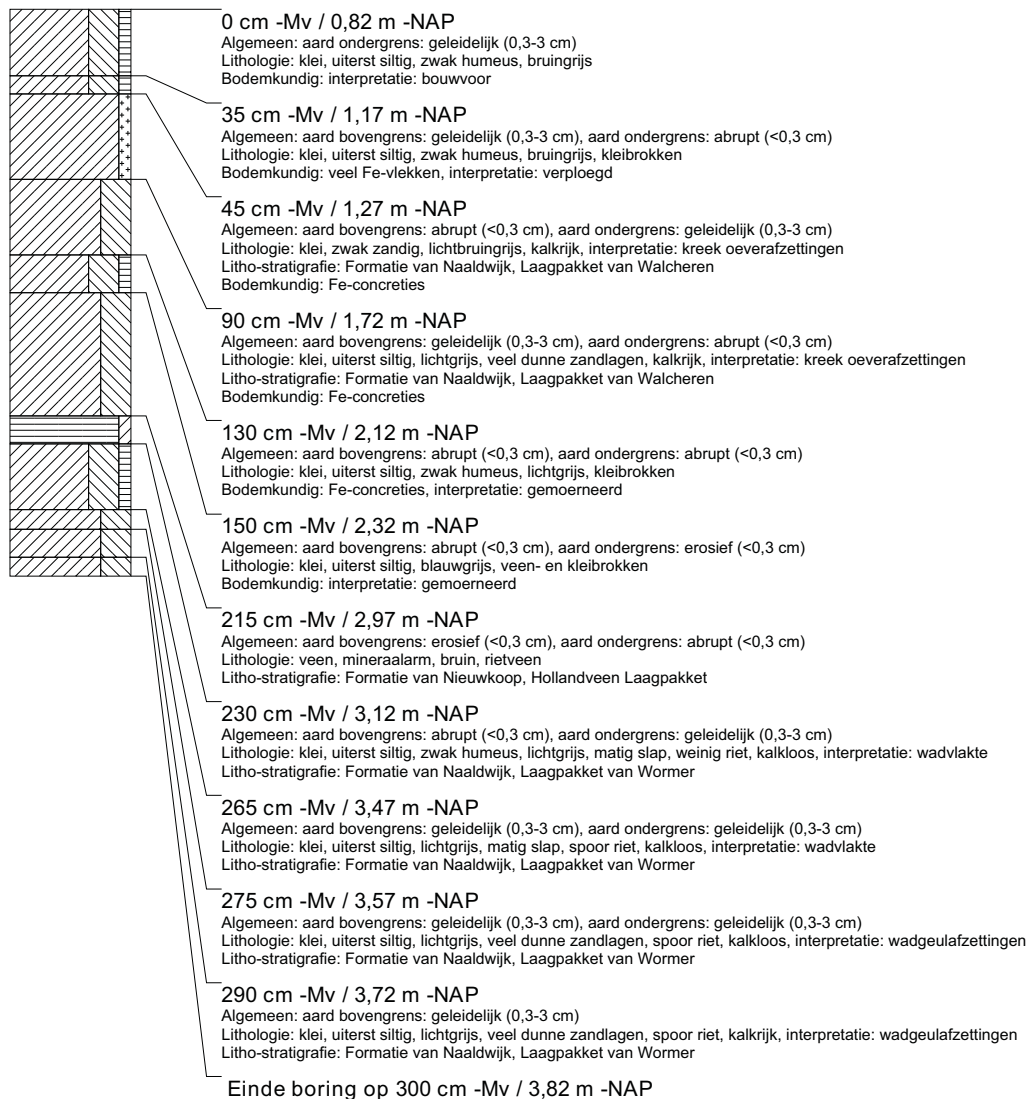 0 cm -Mv / 0,82 m -NAP
Algemeen: aard ondergrens: geleidelijk (0,3-3 cm)
Lithologie: klei, uiterst siltig, zwak humeus, bruingrijs
Bodemkundig: interpretatie: bouwvoor
35 cm -Mv / 1,17 m -NAP
Algemeen: aard bovengrens: geleidelijk (0,3-3 cm), aard ondergrens: abrupt (<0,3 cm)
Lithologie: klei, uiterst siltig, zwak humeus, bruingrijs, kleibrokken
Bodemkundig: veel Fe-vlekken, interpretatie: verploegd
45 cm -Mv / 1,27 m -NAP
Algemeen: aard bovengrens: abrupt (<0,3 cm), aard ondergrens: geleidelijk (0,3-3 cm)
Lithologie: klei, zwak zandig, lichtbruingrijs, kalkrijk, interpretatie: kreek oeverafzettingen
Litho-stratigrafie: Formatie van Naaldwijk, Laagpakket van Walcheren
Bodemkundig: Fe-concreties
90 cm -Mv / 1,72 m -NAP
Algemeen: aard bovengrens: geleidelijk (0,3-3 cm), aard ondergrens: abrupt (<0,3 cm)
Lithologie: klei, uiterst siltig, lichtgrijs, veel dunne zandlagen, kalkrijk, interpretatie: kreek oeverafzettingen
Litho-stratigrafie: Formatie van Naaldwijk, Laagpakket van Walcheren
Bodemkundig: Fe-concreties
130 cm -Mv / 2,12 m -NAP
Algemeen: aard bovengrens: abrupt (<0,3 cm), aard ondergrens: abrupt (<0,3 cm)
Lithologie: klei, uiterst siltig, zwak humeus, lichtgrijs, kleibrokken
Bodemkundig: Fe-concreties, interpretatie: gemoerneerd
150 cm -Mv / 2,32 m -NAP
Algemeen: aard bovengrens: abrupt (<0,3 cm), aard ondergrens: erosief (<0,3 cm)
Lithologie: klei, uiterst siltig, blauwgrijs, veen- en kleibrokken
Bodemkundig: interpretatie: gemoerneerd
215 cm -Mv / 2,97 m -NAP
Algemeen: aard bovengrens: erosief (<0,3 cm), aard ondergrens: abrupt (<0,3 cm)
Lithologie: veen, mineraalarm, bruin, rietveen
Litho-stratigrafie: Formatie van Nieuwkoop, Hollandveen Laagpakket
230 cm -Mv / 3,12 m -NAP
Algemeen: aard bovengrens: abrupt (<0,3 cm), aard ondergrens: geleidelijk (0,3-3 cm)
Lithologie: klei, uiterst siltig, zwak humeus, lichtgrijs, matig slap, weinig riet, kalkloos, interpretatie: wadvlakte
Litho-stratigrafie: Formatie van Naaldwijk, Laagpakket van Wormer
265 cm -Mv / 3,47 m -NAP
Algemeen: aard bovengrens: geleidelijk (0,3-3 cm), aard ondergrens: geleidelijk (0,3-3 cm)
Lithologie: klei, uiterst siltig, lichtgrijs, matig slap, spoor riet, kalkloos, interpretatie: wadvlakte
Litho-stratigrafie: Formatie van Naaldwijk, Laagpakket van Wormer
275 cm -Mv / 3,57 m -NAP
Algemeen: aard bovengrens: geleidelijk (0,3-3 cm), aard ondergrens: geleidelijk (0,3-3 cm)
Lithologie: klei, uiterst siltig, lichtgrijs, veel dunne zandlagen, spoor riet, kalkloos, interpretatie: wadgeulafzettingen
Litho-stratigrafie: Formatie van Naaldwijk, Laagpakket van Wormer
290 cm -Mv / 3,72 m -NAP
Algemeen: aard bovengrens: geleidelijk (0,3-3 cm)
Lithologie: klei, uiterst siltig, lichtgrijs, veel dunne zandlagen, spoor riet, kalkrijk, interpretatie: wadgeulafzettingen
Litho-stratigrafie: Formatie van Naaldwijk, Laagpakket van Wormer
Einde boring op 300 cm -Mv / 3,82 m -NAP